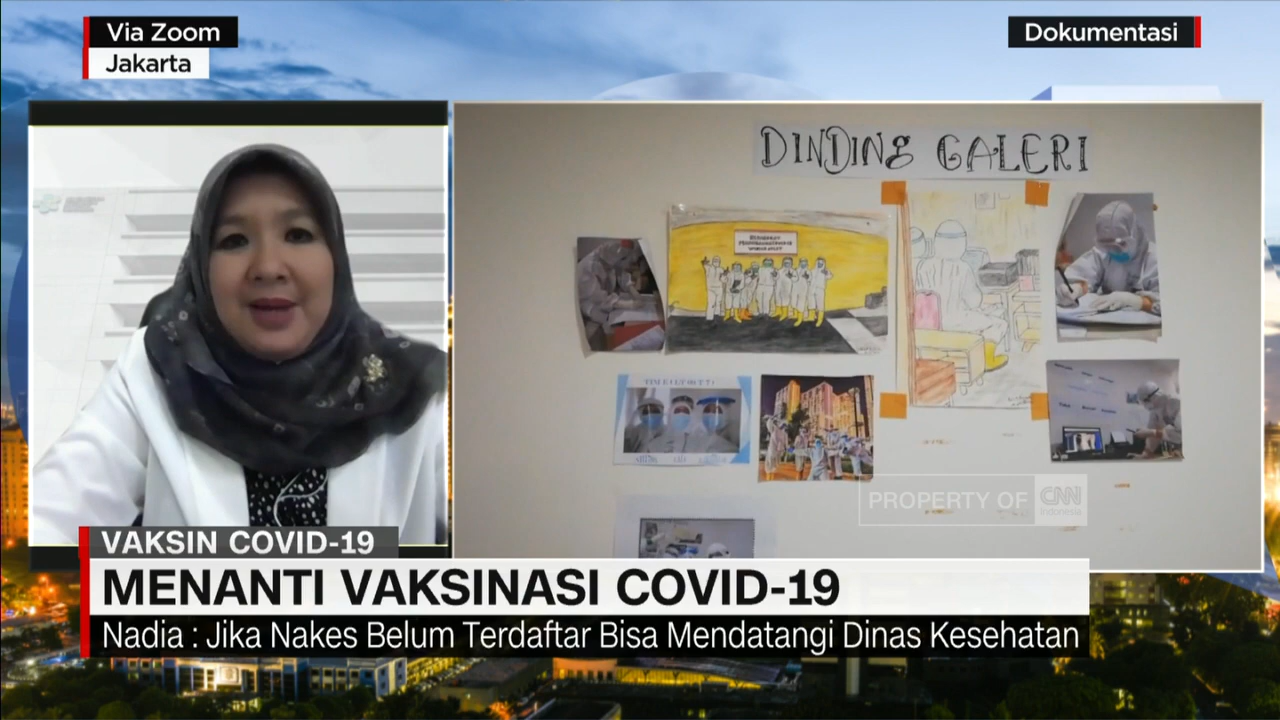 Via Zoom
Jakarta
Dokumentasi
DINDING GALERI
PROPERTY OF CNN Indonesia
VAKSIN COVID-19
MENANTI VAKSINASI COVID-19
Nadia : Jika Nakes Belum Terdaftar Bisa Mendatangi Dinas Kesehatan